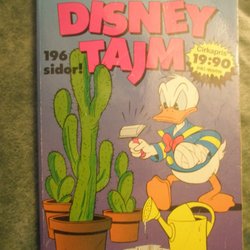 DISNEY
TAJM
196
sidor!
Cirkapris
19:90